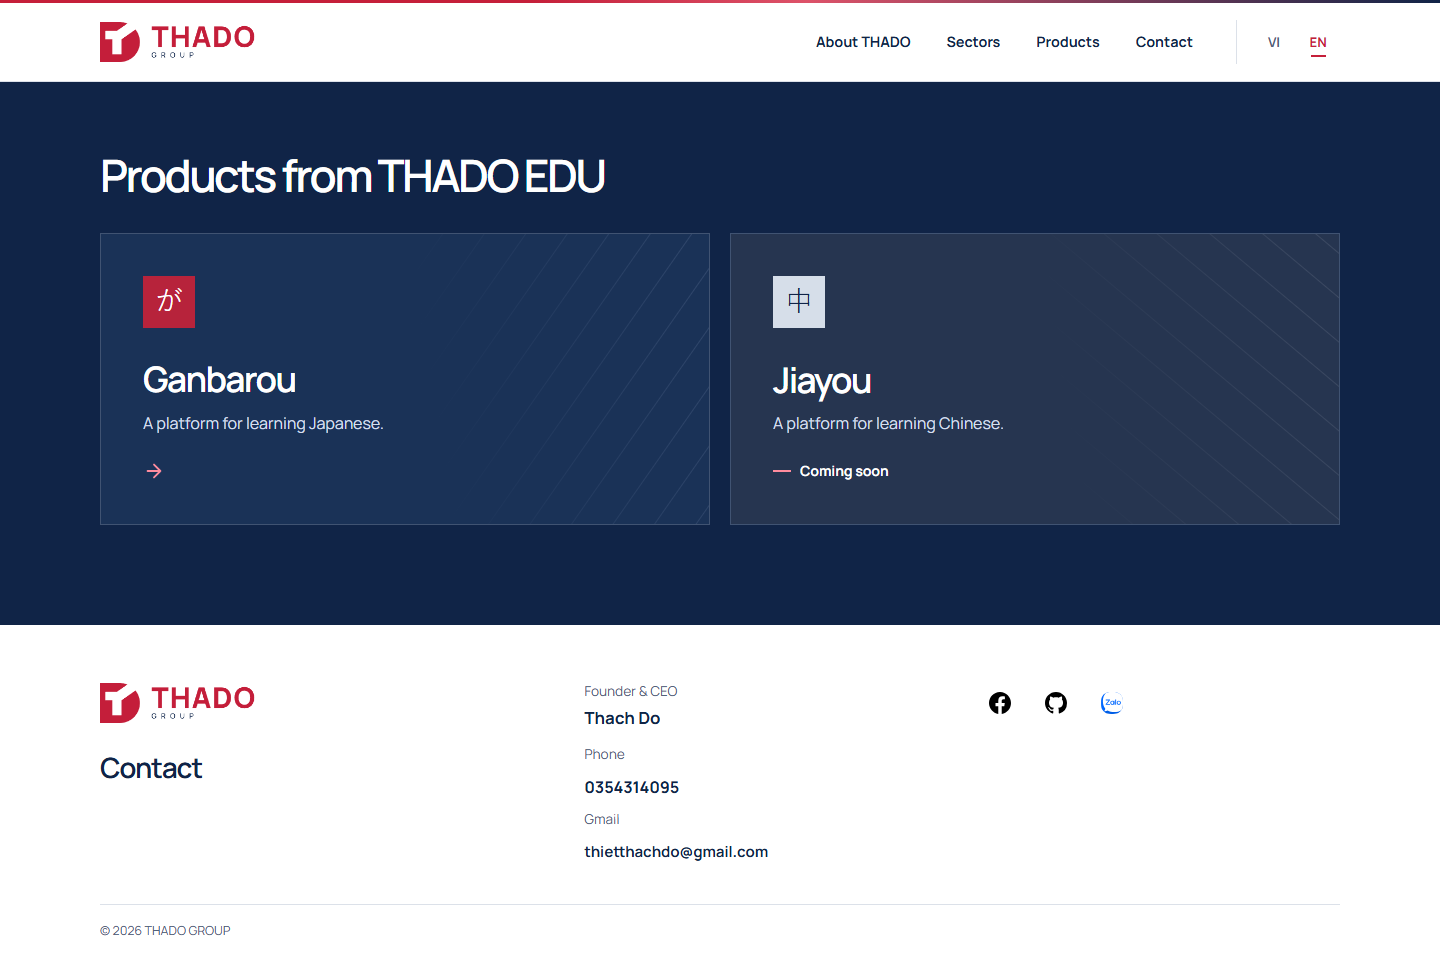 THADO
GROUP
About THADO
Sectors
Products
Contact
VI
EN
Products from THADO EDU
が
Ganbarou
A platform for learning Japanese.
中
Jiayou
A platform for learning Chinese.
Coming soon
THADO
GROUP
Contact
Founder & CEO
Thach Do
Phone
0354314095
Gmail
thietthachdo@gmail.com
Zalo
© 2026 THADO GROUP